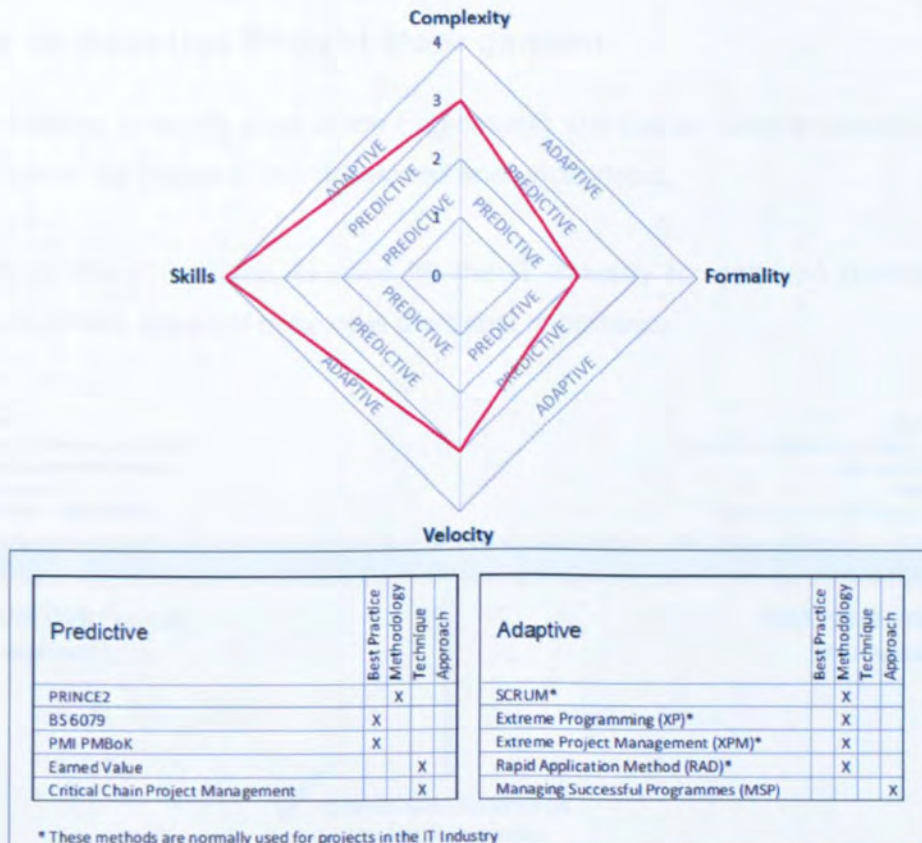 Complexity
4
3
2
1
0
ADAPTIVE
PREDICTIVE
PREDICTIVE
ADAPTIVE
PREDICTIVE
PREDICTIVE
Skills
Formality
PREDICTIVE
PREDICTIVE
ADAPTIVE
PREDICTIVE
PREDICTIVE
ADAPTIVE
Velocity
Predictive
Best Practice
Methodology
Technique
Approach
PRINCE2 X
BS 6079 X
PMI PMBoK X
Earned Value X
Critical Chain Project Management X
Adaptive
Best Practice
Methodology
Technique
Approach
SCRUM* X
Extreme Programming (XP)* X
Extreme Project Management (XPM)* X
Rapid Application Method (RAD)* X
Managing Successful Programmes (MSP) X
* These methods are normally used for projects in the IT Industry